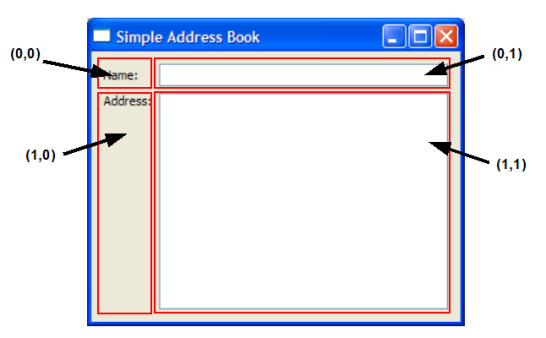 Simple Address Book
(0,0)
(0,1)
Name:
Address:
(1,0)
(1,1)